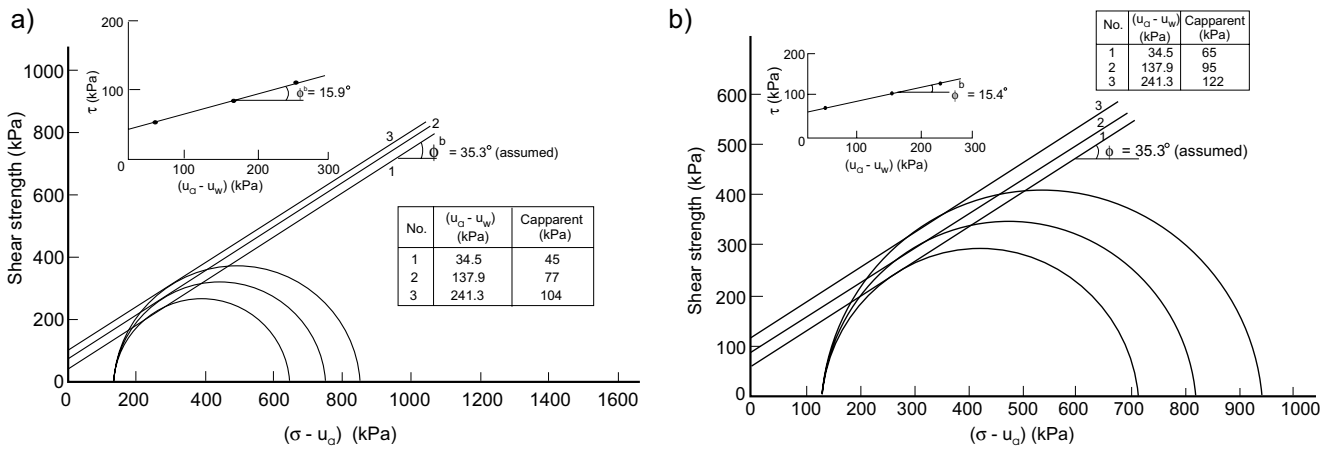 a)
200
100
0
τ (kPa)
ϕᵇ = 15.9°
100
200
300
(uₐ - u_w) (kPa)
1000
800
600
400
200
0
Shear strength (kPa)
3
2
1
ϕᵇ = 35.3° (assumed)
No. (uₐ - u_w) (kPa) Capparent (kPa)
1 34.5 45
2 137.9 77
3 241.3 104
0 200 400 600 800 1000 1200 1400 1600
(σ - uₐ) (kPa)
b)
200
100
0
τ (kPa)
ϕᵇ = 15.4°
100 200 300
(uₐ - u_w) (kPa)
No. (uₐ - u_w) (kPa) Capparent (kPa)
1 34.5 65
2 137.9 95
3 241.3 122
600
500
400
300
200
100
0
Shear strength (kPa)
3
2
1
ϕ = 35.3° (assumed)
0 100 200 300 400 500 600 700 800 900 1000
(σ - uₐ) (kPa)